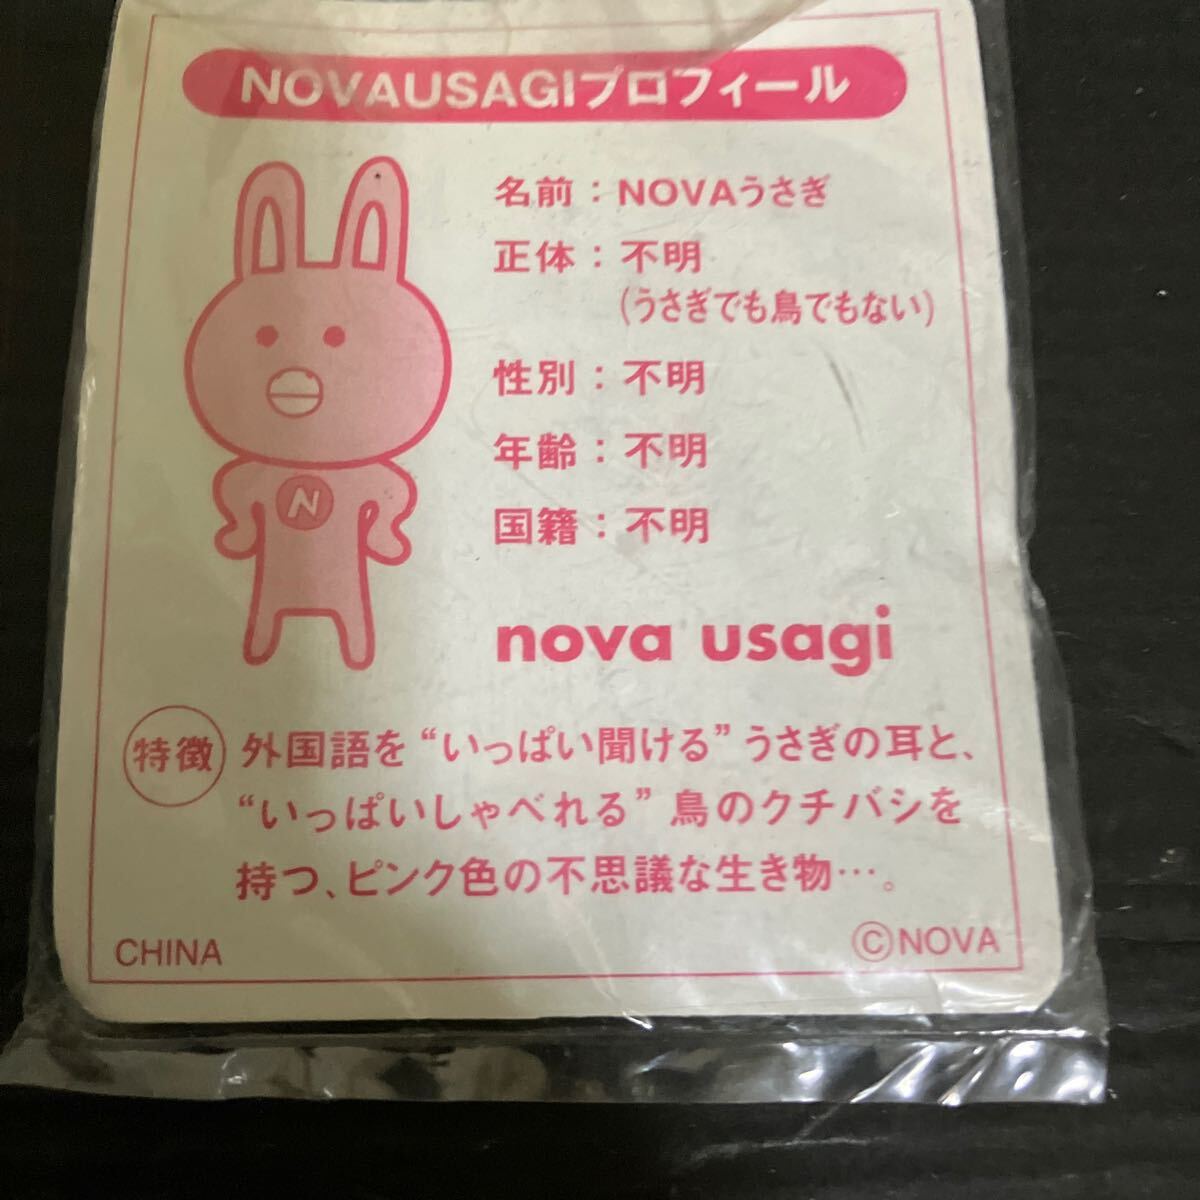 NOVAUSAGIプロフィール
名前：NOVAうさぎ
正体：不明
(うさぎでも鳥でもない)
性別：不明
年齢：不明
国籍：不明
N
nova usagi
特徴 外国語を“いっぱい聞ける”うさぎの耳と、
“いっぱいしゃべれる”鳥のクチバシを
持つ、ピンク色の不思議な生き物…。
CHINA
©NOVA